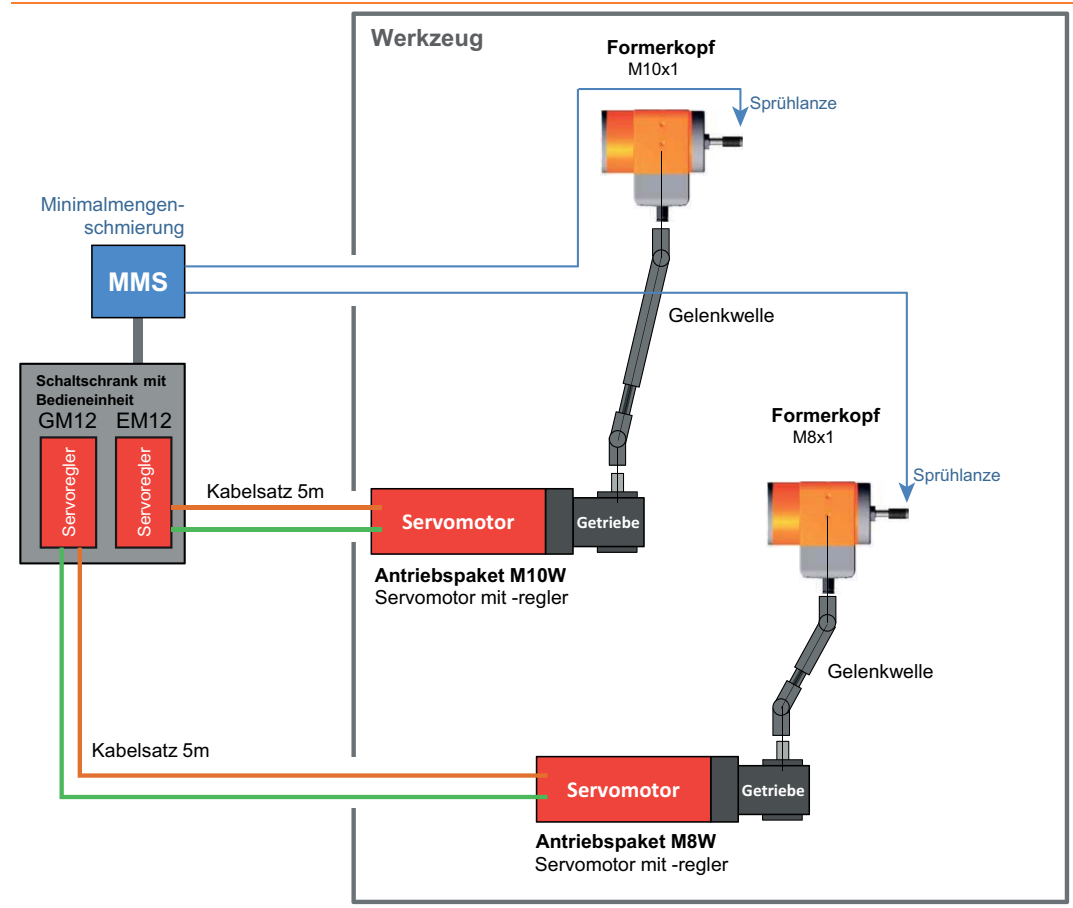 Werkzeug
Formerkopf
M10x1
Sprühlanze
Minimalmengen-
schmierung
MMS
Gelenkwelle
Schaltschrank mit
Bedieneinheit
GM12 EM12
Servoregler
Servoregler
Formerkopf
M8x1
Sprühlanze
Kabelsatz 5m
Servomotor
Getriebe
Antriebspaket M10W
Servomotor mit -regler
Gelenkwelle
Kabelsatz 5m
Servomotor
Getriebe
Antriebspaket M8W
Servomotor mit -regler